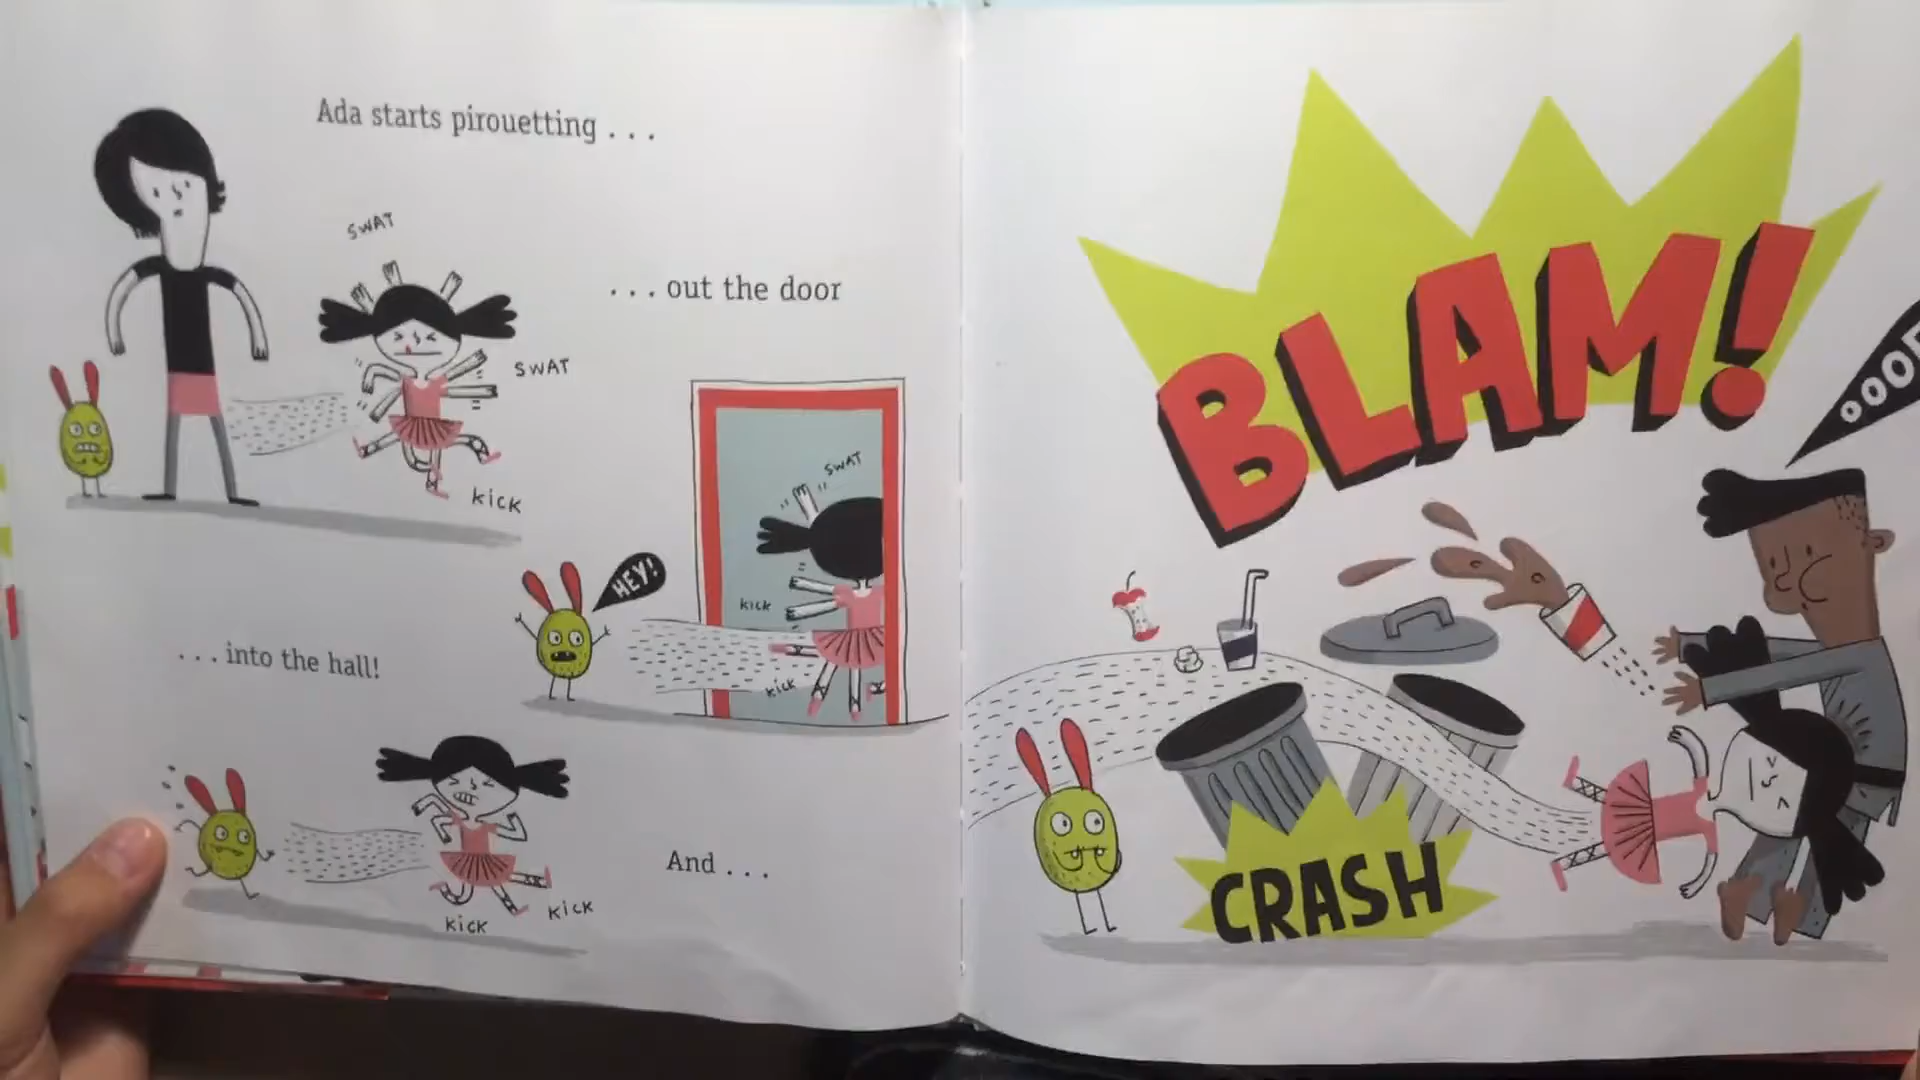 Ada starts pirouetting . . .
SWAT
. . . out the door
SWAT
KICK
SWAT
HEY!
KICK
KICK
. . . into the hall!
KICK
KICK
And . . .
BLAM!
CRASH